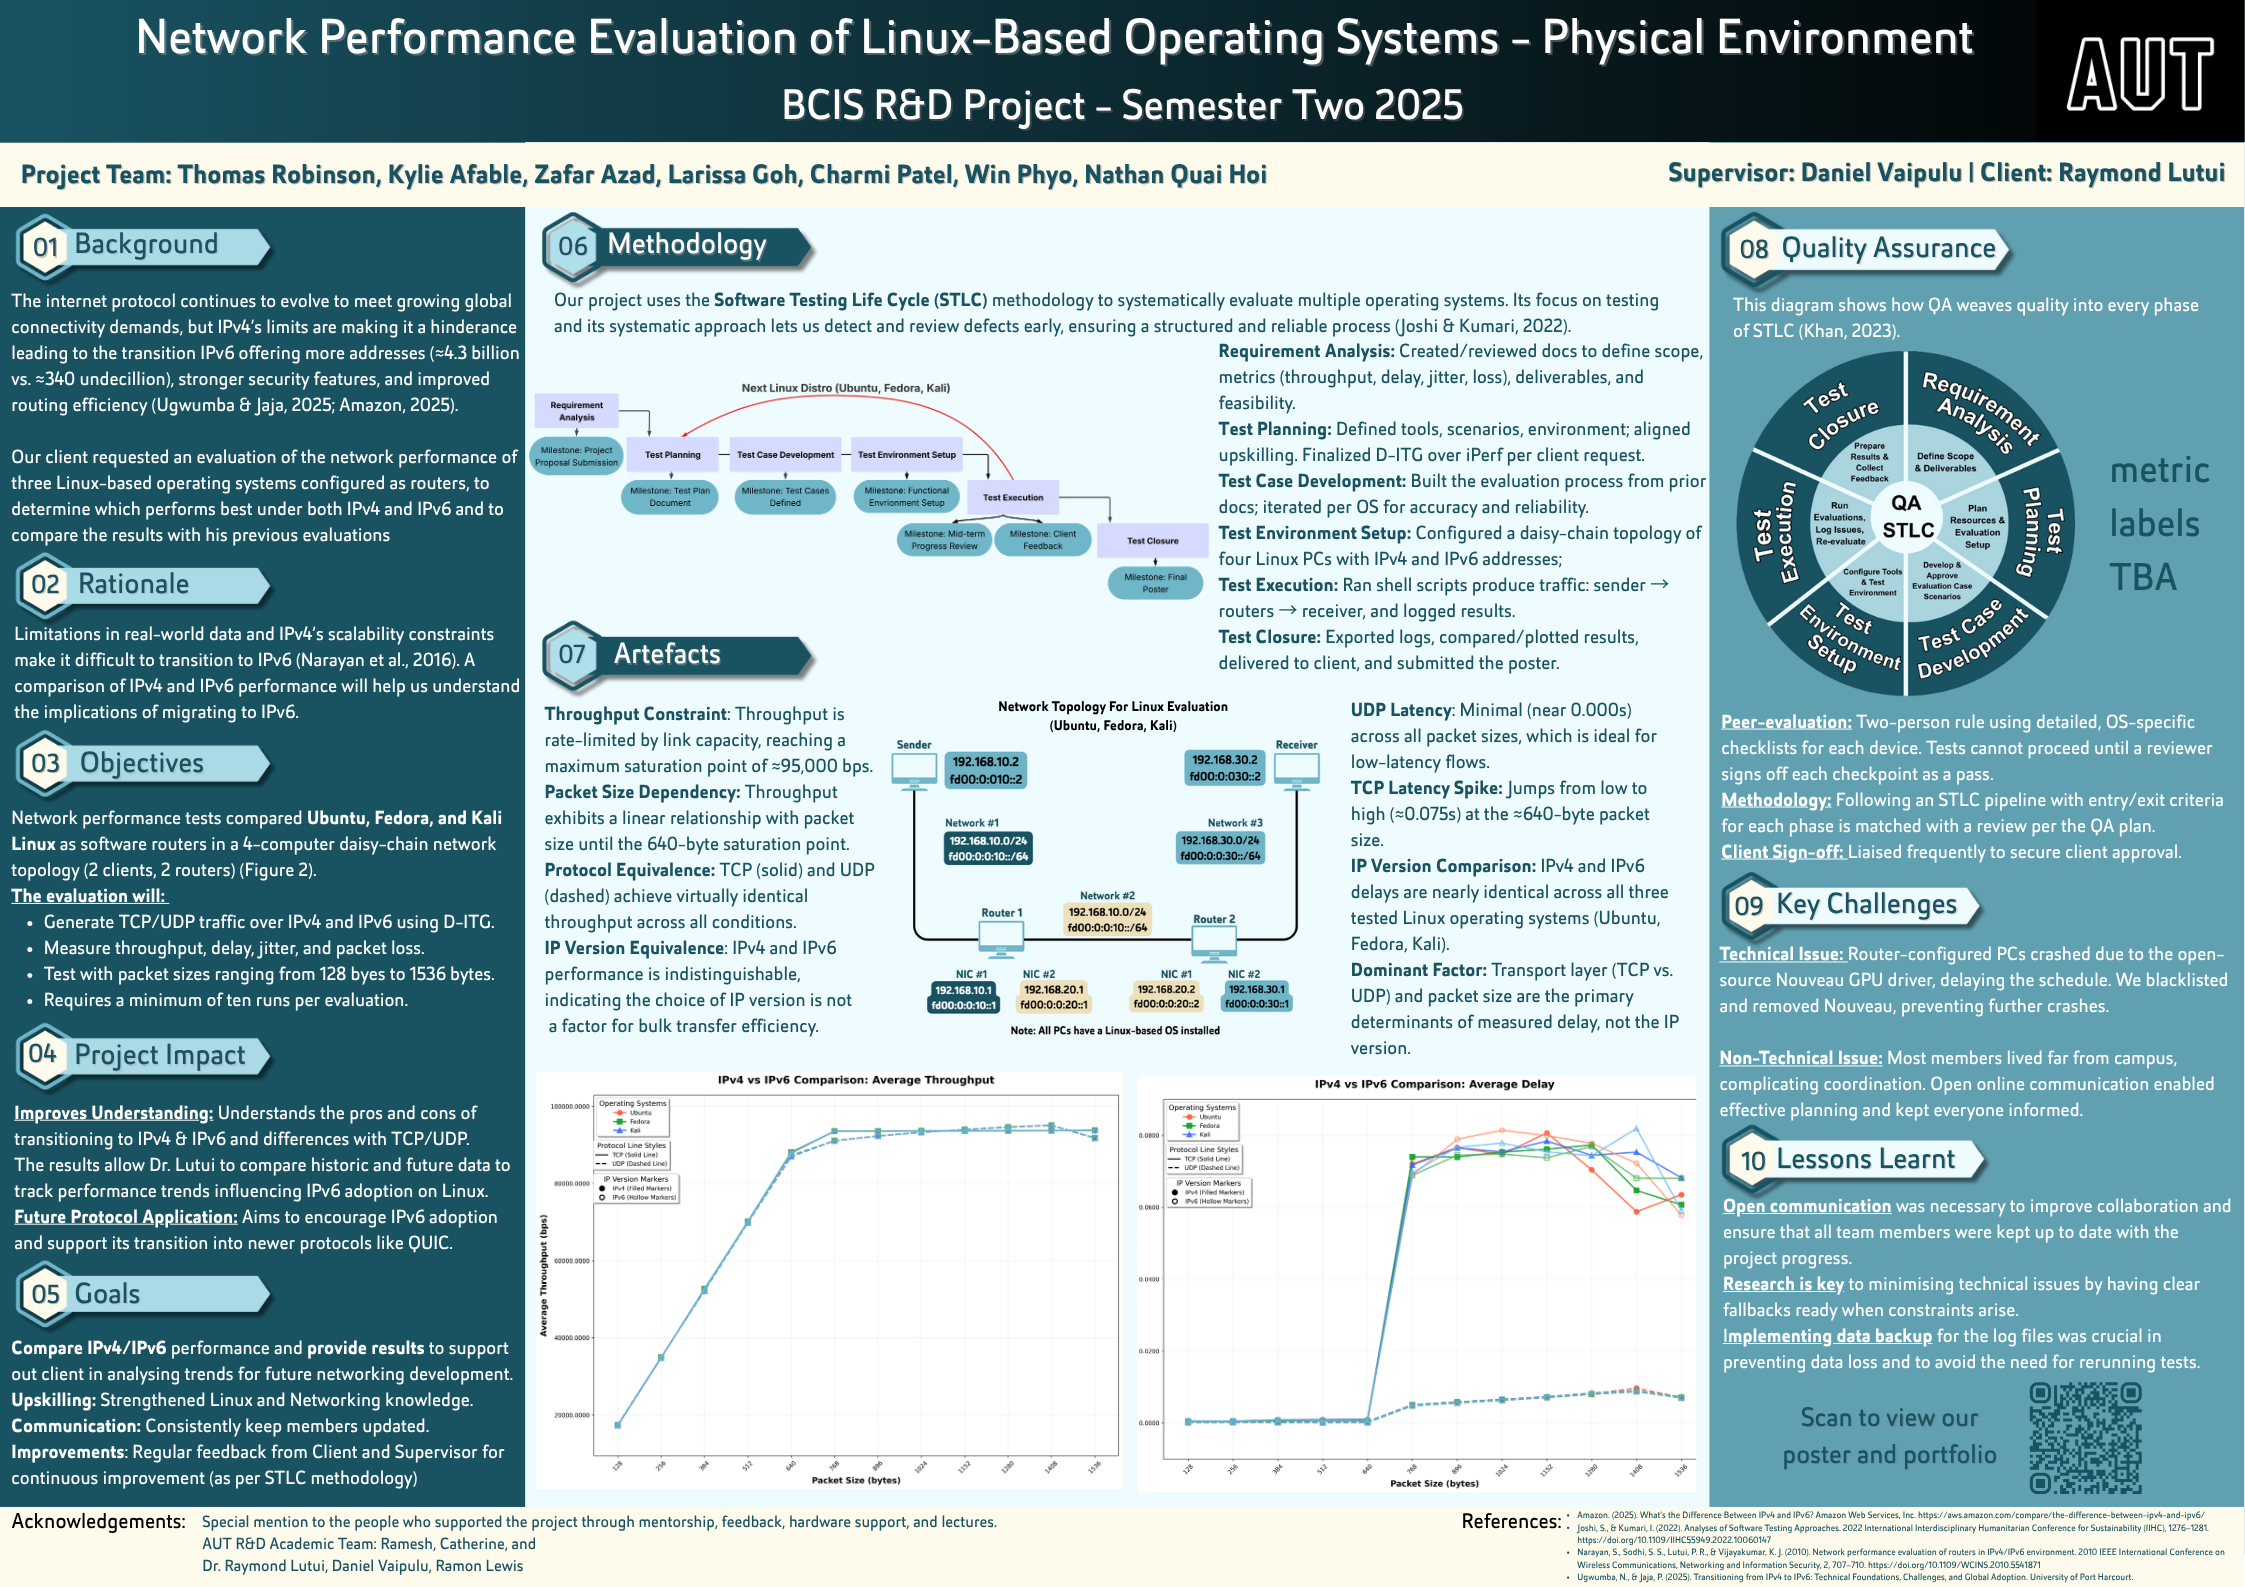 Network Performance Evaluation of Linux-Based Operating Systems - Physical Environment
BCIS R&D Project - Semester Two 2025
AUT
Project Team: Thomas Robinson, Kylie Afable, Zafar Azad, Larissa Goh, Charmi Patel, Win Phyo, Nathan Quai Hoi
Supervisor: Daniel Vaipulu | Client: Raymond Lutui
01 Background
The internet protocol continues to evolve to meet growing global
connectivity demands, but IPv4's limits are making it a hinderance
leading to the transition IPv6 offering more addresses (≈4.3 billion
vs. ≈340 undecillion), stronger security features, and improved
routing efficiency (Ugwumba & Jaja, 2025; Amazon, 2025).
Our client requested an evaluation of the network performance of
three Linux-based operating systems configured as routers, to
determine which performs best under both IPv4 and IPv6 and to
compare the results with his previous evaluations
02 Rationale
Limitations in real-world data and IPv4's scalability constraints
make it difficult to transition to IPv6 (Narayan et al., 2016). A
comparison of IPv4 and IPv6 performance will help us understand
the implications of migrating to IPv6.
03 Objectives
Network performance tests compared Ubuntu, Fedora, and Kali
Linux as software routers in a 4-computer daisy-chain network
topology (2 clients, 2 routers) (Figure 2).
The evaluation will:
• Generate TCP/UDP traffic over IPv4 and IPv6 using D-ITG.
• Measure throughput, delay, jitter, and packet loss.
• Test with packet sizes ranging from 128 byes to 1536 bytes.
• Requires a minimum of ten runs per evaluation.
04 Project Impact
Improves Understanding: Understands the pros and cons of
transitioning to IPv4 & IPv6 and differences with TCP/UDP.
The results allow Dr. Lutui to compare historic and future data to
track performance trends influencing IPv6 adoption on Linux.
Future Protocol Application: Aims to encourage IPv6 adoption
and support its transition into newer protocols like QUIC.
05 Goals
Compare IPv4/IPv6 performance and provide results to support
out client in analysing trends for future networking development.
Upskilling: Strengthened Linux and Networking knowledge.
Communication: Consistently keep members updated.
Improvements: Regular feedback from Client and Supervisor for
continuous improvement (as per STLC methodology)
06 Methodology
Our project uses the Software Testing Life Cycle (STLC) methodology to systematically evaluate multiple operating systems. Its focus on testing
and its systematic approach lets us detect and review defects early, ensuring a structured and reliable process (Joshi & Kumari, 2022).
Next Linux Distro (Ubuntu, Fedora, Kali)
Requirement
Analysis
Milestone: Project
Proposal Submission
Test Planning
Milestone: Test Plan
Document
Test Case Development
Milestone: Test Cases
Defined
Test Environment Setup
Milestone: Functional
Envrionment Setup
Test Execution
Milestone: Mid-term
Progress Review
Milestone: Client
Feedback
Test Closure
Milestone: Final
Poster
Requirement Analysis: Created/reviewed docs to define scope,
metrics (throughput, delay, jitter, loss), deliverables, and
feasibility.
Test Planning: Defined tools, scenarios, environment; aligned
upskilling. Finalized D-ITG over iPerf per client request.
Test Case Development: Built the evaluation process from prior
docs; iterated per OS for accuracy and reliability.
Test Environment Setup: Configured a daisy-chain topology of
four Linux PCs with IPv4 and IPv6 addresses;
Test Execution: Ran shell scripts produce traffic: sender →
routers → receiver, and logged results.
Test Closure: Exported logs, compared/plotted results,
delivered to client, and submitted the poster.
07 Artefacts
Throughput Constraint: Throughput is
rate-limited by link capacity, reaching a
maximum saturation point of ≈95,000 bps.
Packet Size Dependency: Throughput
exhibits a linear relationship with packet
size until the 640-byte saturation point.
Protocol Equivalence: TCP (solid) and UDP
(dashed) achieve virtually identical
throughput across all conditions.
IP Version Equivalence: IPv4 and IPv6
performance is indistinguishable,
indicating the choice of IP version is not
a factor for bulk transfer efficiency.
Network Topology For Linux Evaluation
(Ubuntu, Fedora, Kali)
Sender
192.168.10.2
fd00:0:010::2
Receiver
192.168.30.2
fd00:0:030::2
Network #1
192.168.10.0/24
fd00:0:0:10::/64
Network #3
192.168.30.0/24
fd00:0:0:30::/64
Network #2
192.168.10.0/24
fd00:0:0:10::/64
Router 1
Router 2
NIC #1
192.168.10.1
fd00:0:0:10::1
NIC #2
192.168.20.1
fd00:0:0:20::1
NIC #1
192.168.20.2
fd00:0:0:20::2
NIC #2
192.168.30.1
fd00:0:0:30::1
Note: All PCs have a Linux-based OS installed
UDP Latency: Minimal (near 0.000s)
across all packet sizes, which is ideal for
low-latency flows.
TCP Latency Spike: Jumps from low to
high (≈0.075s) at the ≈640-byte packet
size.
IP Version Comparison: IPv4 and IPv6
delays are nearly identical across all three
tested Linux operating systems (Ubuntu,
Fedora, Kali).
Dominant Factor: Transport layer (TCP vs.
UDP) and packet size are the primary
determinants of measured delay, not the IP
version.
IPv4 vs IPv6 Comparison: Average Throughput
Operating Systems
Ubuntu
Fedora
Kali
Protocol Line Styles
TCP (Solid Line)
UDP (Dashed Line)
IP Version Markers
IPv4 (Filled Markers)
IPv6 (Hollow Markers)
Average Throughput (bps)
100000.0000
80000.0000
60000.0000
40000.0000
20000.0000
128 256 384 512 640 768 896 1024 1152 1280 1408 1536
Packet Size (bytes)
IPv4 vs IPv6 Comparison: Average Delay
Operating Systems
Ubuntu
Fedora
Kali
Protocol Line Styles
TCP (Solid Line)
UDP (Dashed Line)
IP Version Markers
IPv4 (Filled Markers)
IPv6 (Hollow Markers)
0.0800
0.0600
0.0400
0.0200
0.0000
128 256 384 512 640 768 896 1024 1152 1280 1408 1536
Packet Size (bytes)
08 Quality Assurance
This diagram shows how QA weaves quality into every phase
of STLC (Khan, 2023).
QA
STLC
Requirement
Analysis
Define Scope
& Deliverables
Test
Planning
Plan
Resources &
Evaluation
Setup
Test Case
Development
Develop &
Approve
Evaluation Case
Scenarios
Test
Environment
Setup
Configure Tools
& Test
Environment
Test
Execution
Run
Evaluations,
Log Issues,
Re-evaluate
Test
Closure
Prepare
Results &
Collect
Feedback
metric
labels
TBA
Peer-evaluation: Two-person rule using detailed, OS-specific
checklists for each device. Tests cannot proceed until a reviewer
signs off each checkpoint as a pass.
Methodology: Following an STLC pipeline with entry/exit criteria
for each phase is matched with a review per the QA plan.
Client Sign-off: Liaised frequently to secure client approval.
09 Key Challenges
Technical Issue: Router-configured PCs crashed due to the open-
source Nouveau GPU driver, delaying the schedule. We blacklisted
and removed Nouveau, preventing further crashes.
Non-Technical Issue: Most members lived far from campus,
complicating coordination. Open online communication enabled
effective planning and kept everyone informed.
10 Lessons Learnt
Open communication was necessary to improve collaboration and
ensure that all team members were kept up to date with the
project progress.
Research is key to minimising technical issues by having clear
fallbacks ready when constraints arise.
Implementing data backup for the log files was crucial in
preventing data loss and to avoid the need for rerunning tests.
Scan to view our
poster and portfolio
Acknowledgements:
Special mention to the people who supported the project through mentorship, feedback, hardware support, and lectures.
AUT R&D Academic Team: Ramesh, Catherine, and
Dr. Raymond Lutui, Daniel Vaipulu, Ramon Lewis
References:
• Amazon. (2025). What's the Difference Between IPv4 and IPv6? Amazon Web Services, Inc. https://aws.amazon.com/compare/the-difference-between-ipv4-and-ipv6/
• Joshi, S., & Kumari, I. (2022). Analyses of Software Testing Approaches. 2022 International Interdisciplinary Humanitarian Conference for Sustainability (IIHC), 1276–1281.
https://doi.org/10.1109/IIHC55949.2022.10060147
• Narayan, S., Sodhi, S. S., Lutui, P. R., & Vijayakumar, K. J. (2010). Network performance evaluation of routers in IPv4/IPv6 environment. 2010 IEEE International Conference on
Wireless Communications, Networking and Information Security, 2, 707–710. https://doi.org/10.1109/WCINS.2010.5541871
• Ugwumba, N., & Jaja, P. (2025). Transitioning from IPv4 to IPv6: Technical Foundations, Challenges, and Global Adoption. University of Port Harcourt.